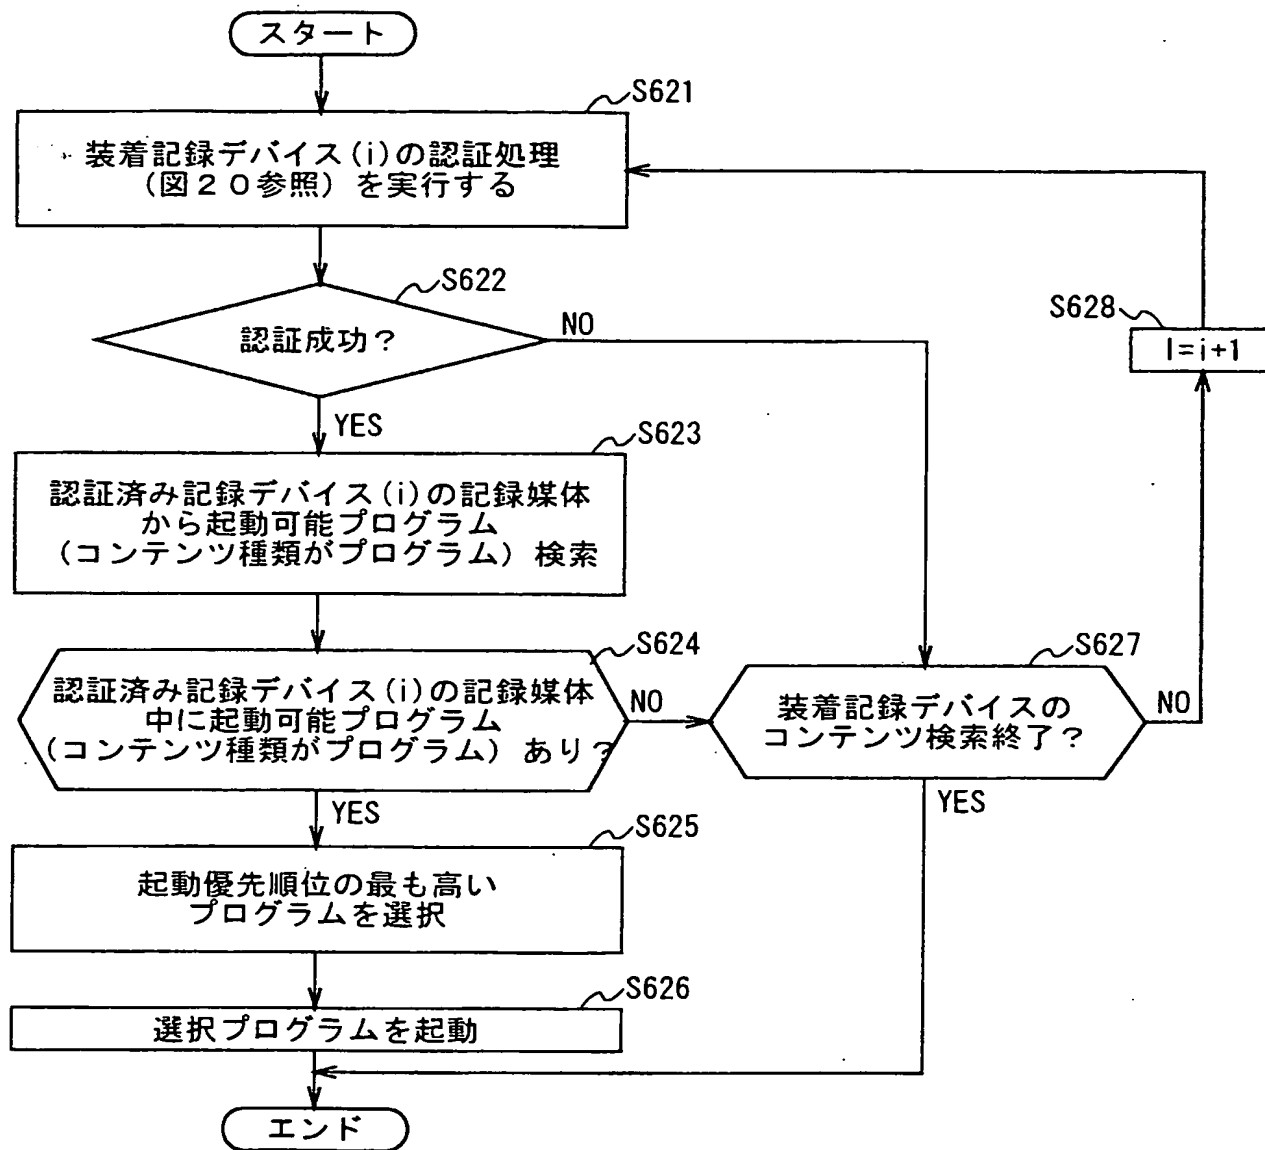 スタート
S621
装着記録デバイス(i)の認証処理
(図20参照)を実行する
S622
認証成功?
NO
YES
S628
I=i+1
S623
認証済み記録デバイス(i)の記録媒体
から起動可能プログラム
(コンテンツ種類がプログラム)検索
S624
認証済み記録デバイス(i)の記録媒体
中に起動可能プログラム
(コンテンツ種類がプログラム)あり?
NO
YES
S627
装着記録デバイスの
コンテンツ検索終了?
NO
YES
S625
起動優先順位の最も高い
プログラムを選択
S626
選択プログラムを起動
エンド